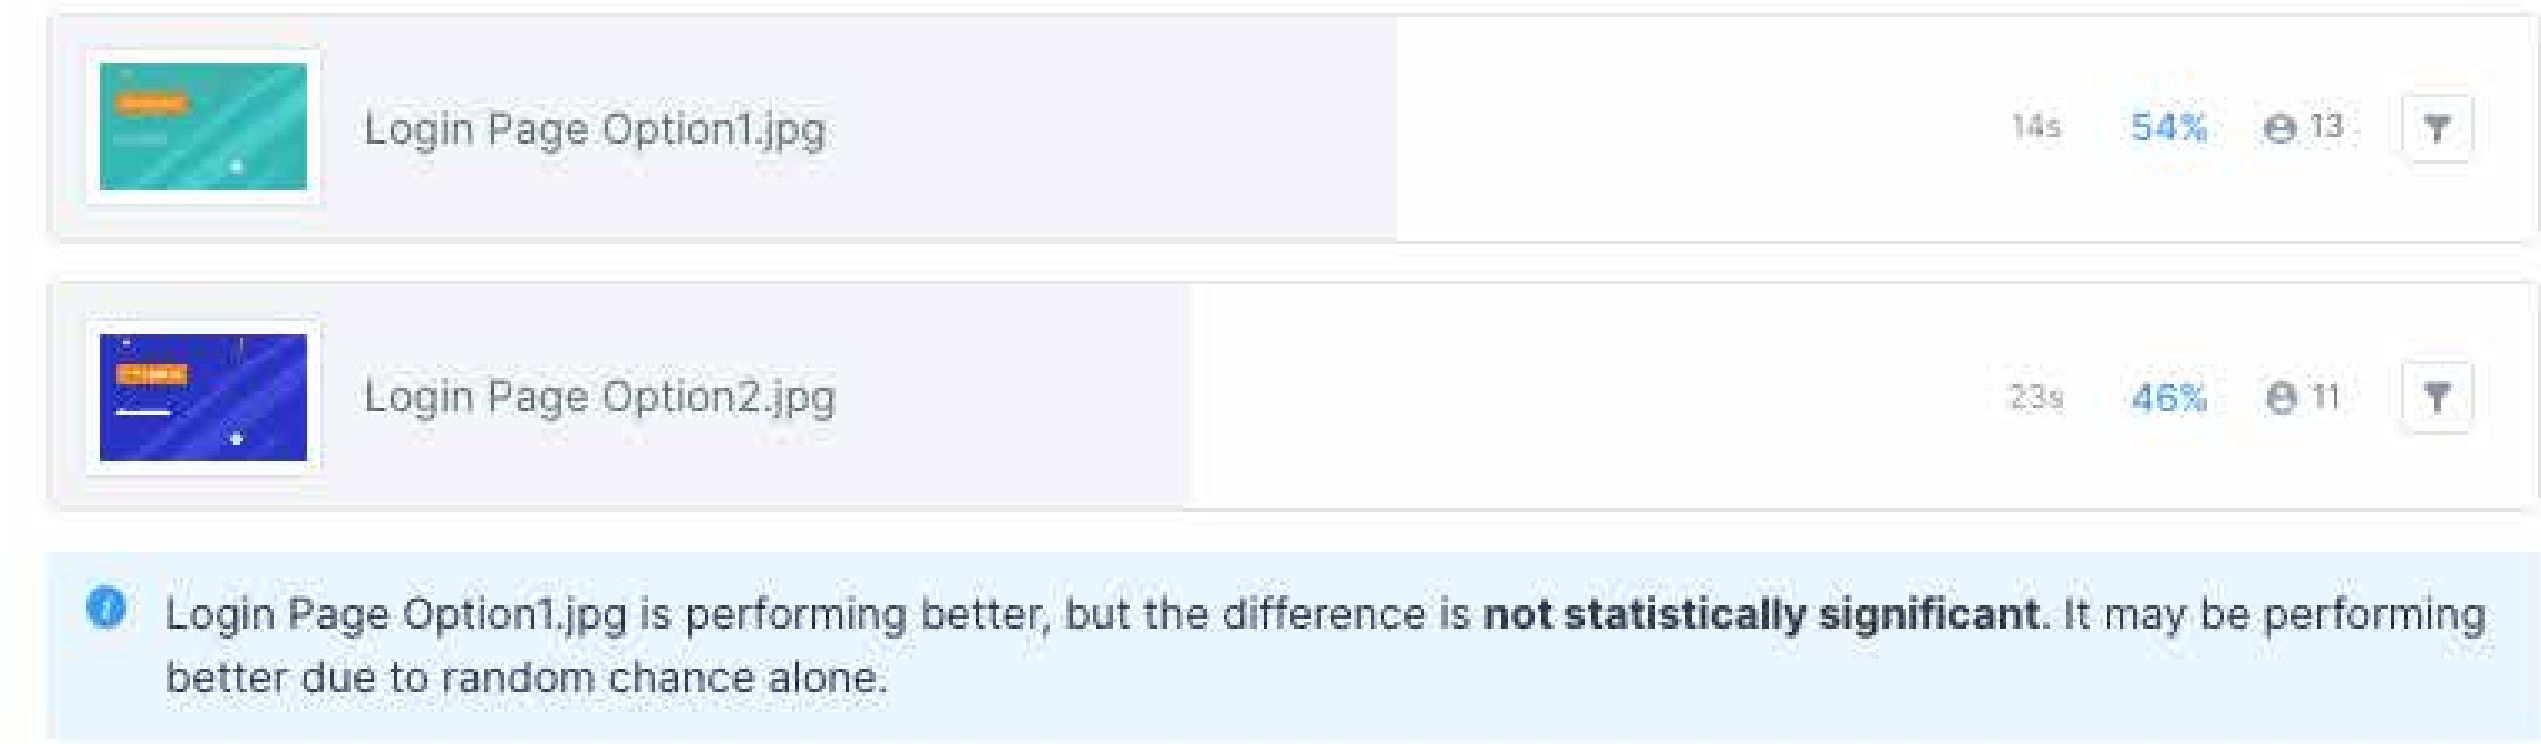 Login Page Option1.jpg 14s 54% 13
Login Page Option2.jpg 23s 46% 11
Login Page Option1.jpg is performing better, but the difference is not statistically significant. It may be performing
better due to random chance alone.